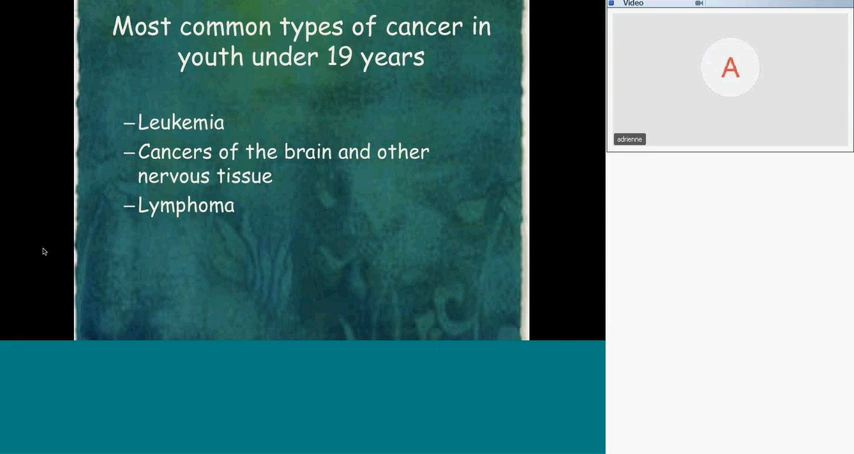 Most common types of cancer in
youth under 19 years
–Leukemia
–Cancers of the brain and other
nervous tissue
–Lymphoma
Video
A
adrienne